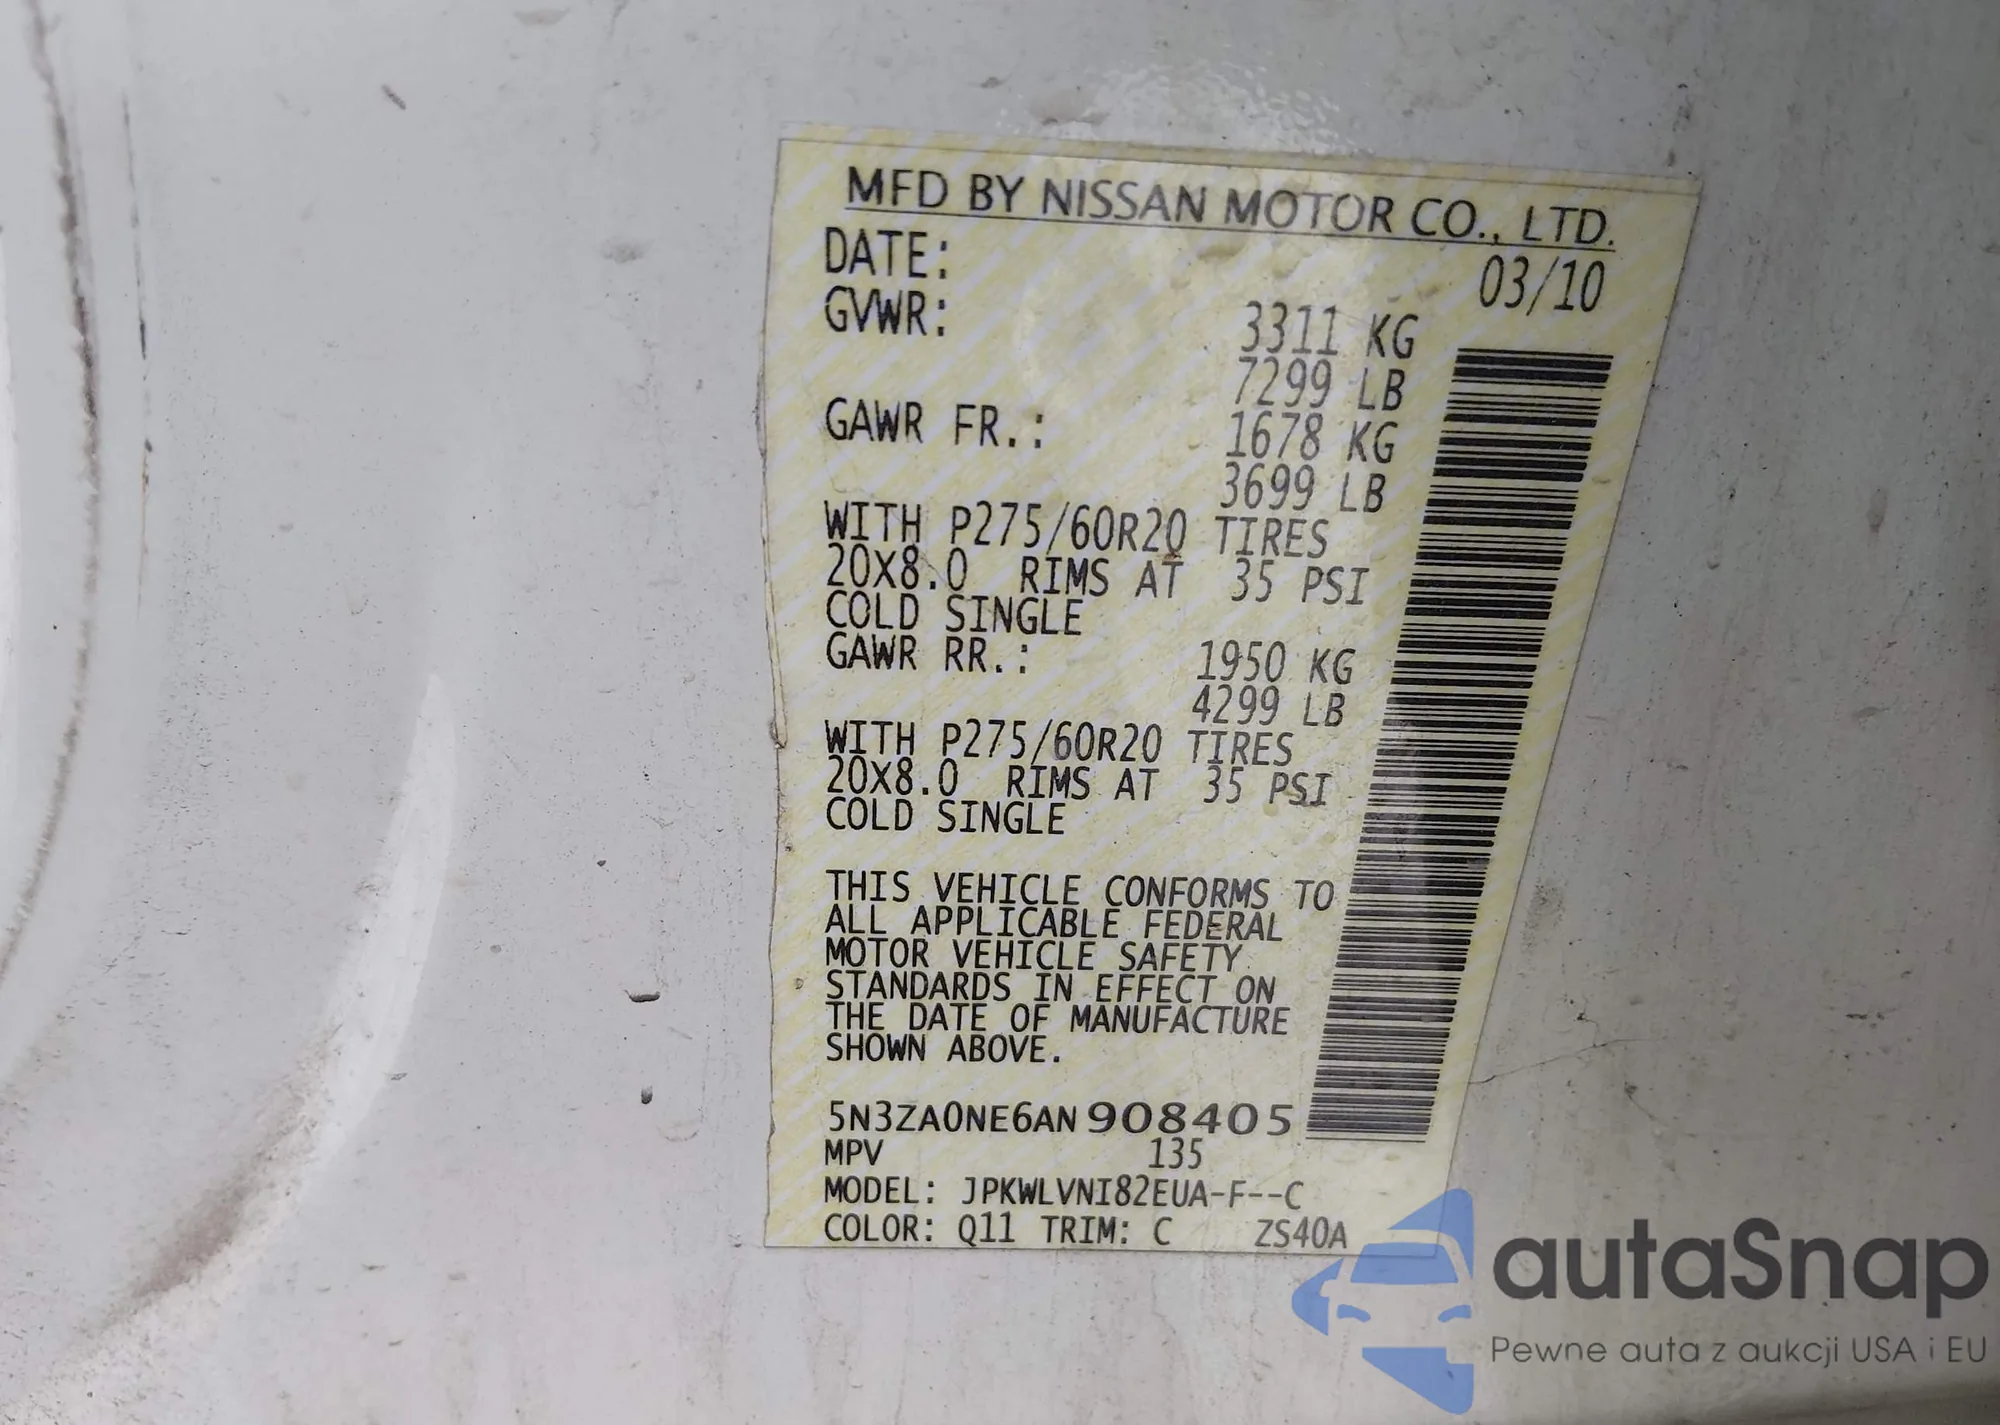 MFD BY NISSAN MOTOR CO., LTD.
DATE: 03/10
GVWR: 3311 KG
7299 LB
GAWR FR.: 1678 KG
3699 LB
WITH P275/60R20 TIRES
20X8.0 RIMS AT 35 PSI
COLD SINGLE
GAWR RR.: 1950 KG
4299 LB
WITH P275/60R20 TIRES
20X8.0 RIMS AT 35 PSI
COLD SINGLE
THIS VEHICLE CONFORMS TO
ALL APPLICABLE FEDERAL
MOTOR VEHICLE SAFETY
STANDARDS IN EFFECT ON
THE DATE OF MANUFACTURE
SHOWN ABOVE.
5N3ZA0NE6AN908405
MPV 135
MODEL: JPKWLVNI82EUA-F--C
COLOR: Q11 TRIM: C ZS40A
autaSnap
Pewne auta z aukcji USA i EU